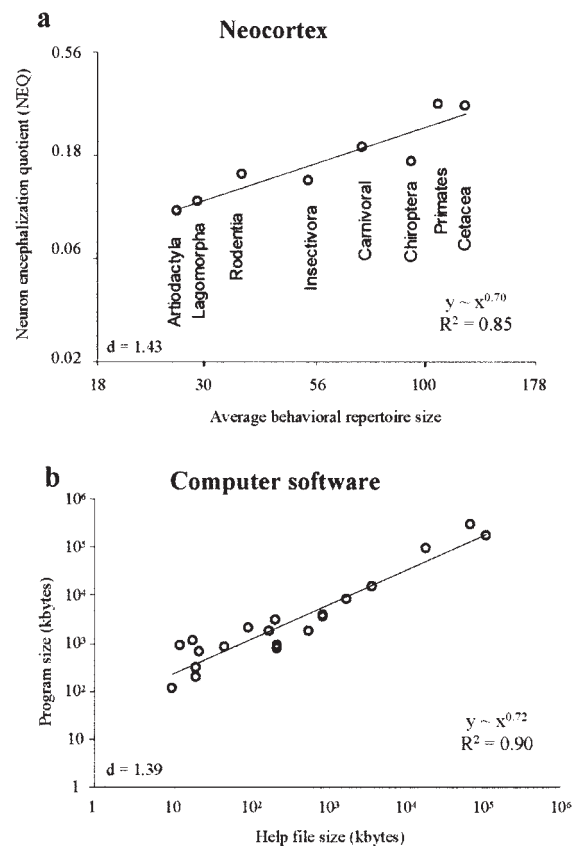 a
Neocortex
Neuron encephalization quotient (NEQ)
0.56
0.18
0.06
0.02
Artiodactyla
Lagomorpha
Rodentia
Insectivora
Carnivoral
Chiroptera
Primates
Cetacea
y ~ x^0.70
R² = 0.85
d = 1.43
18 30 56 100 178
Average behavioral repertoire size
b
Computer software
Program size (kbytes)
10⁶
10⁵
10⁴
10³
10²
10
1
y ~ x^0.72
R² = 0.90
d = 1.39
1 10 10² 10³ 10⁴ 10⁵ 10⁶
Help file size (kbytes)